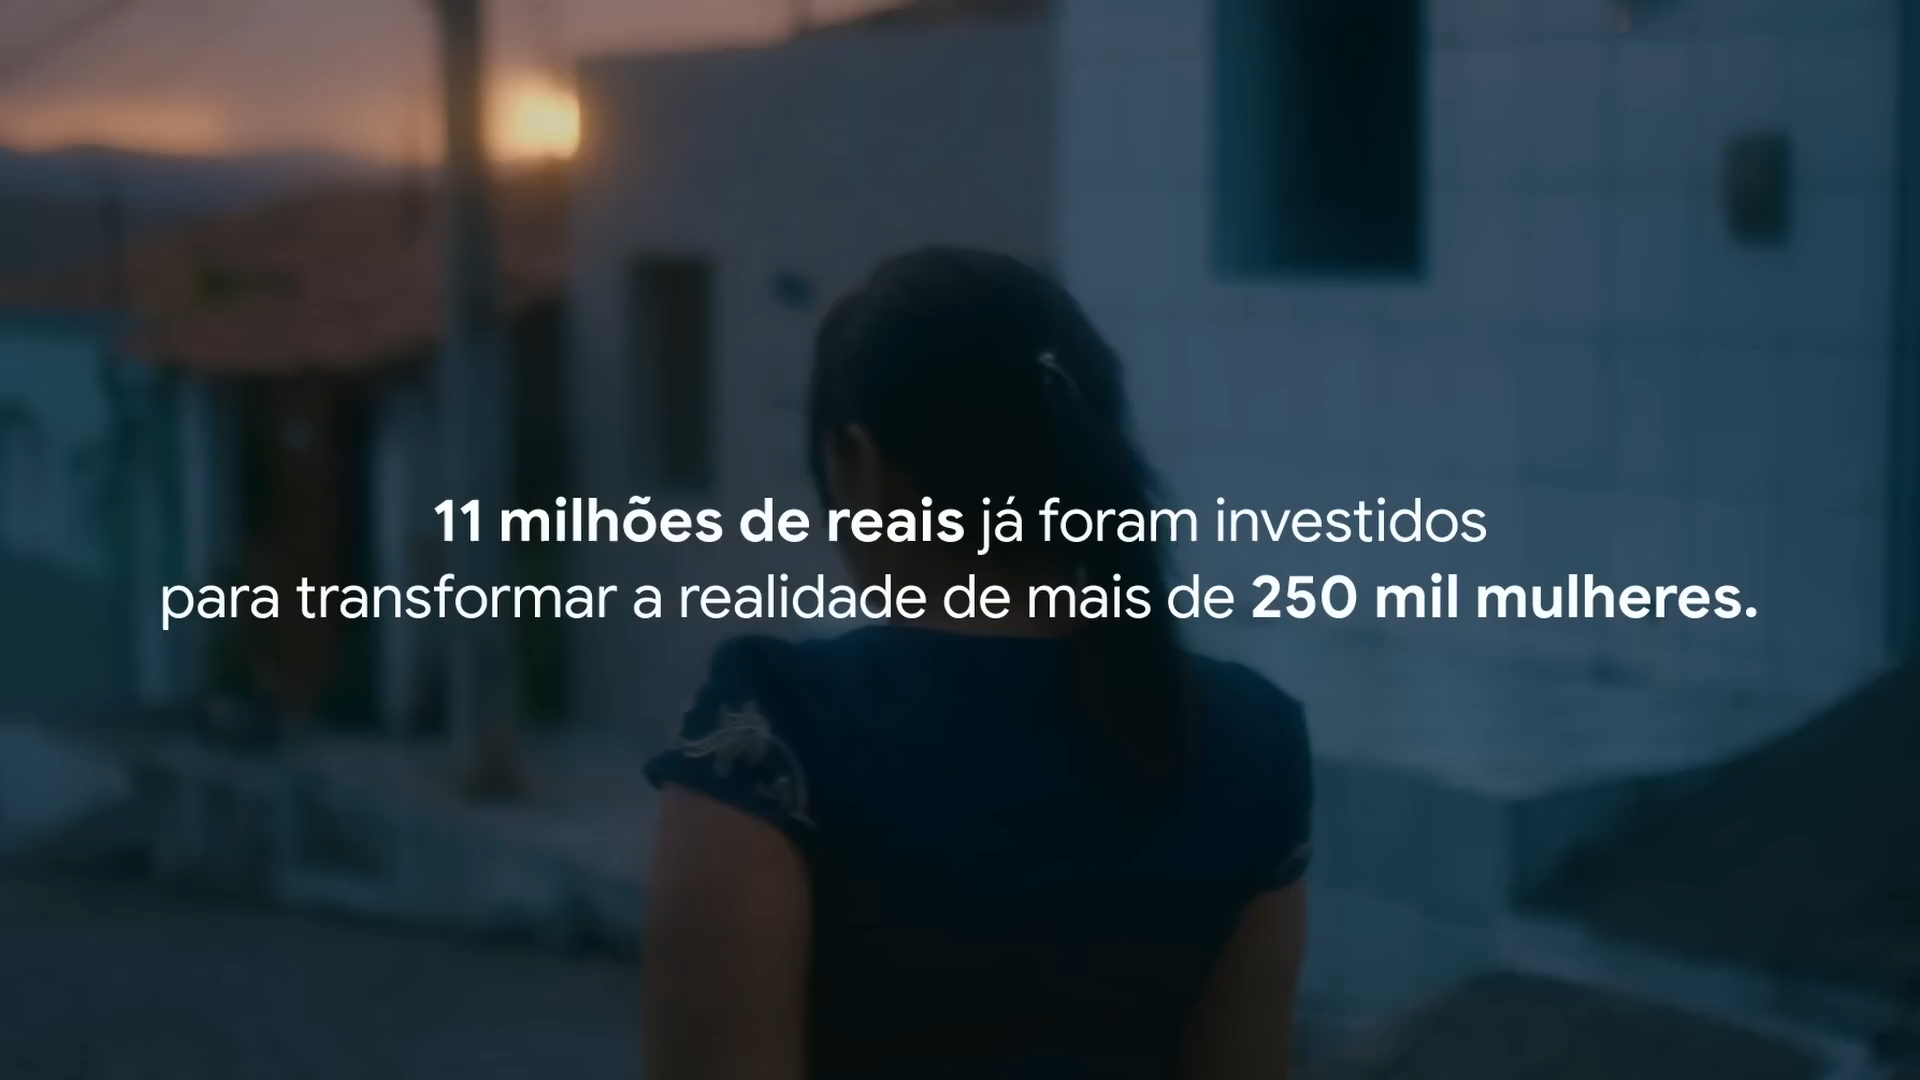 11 milhões de reais já foram investidos
para transformar a realidade de mais de 250 mil mulheres.